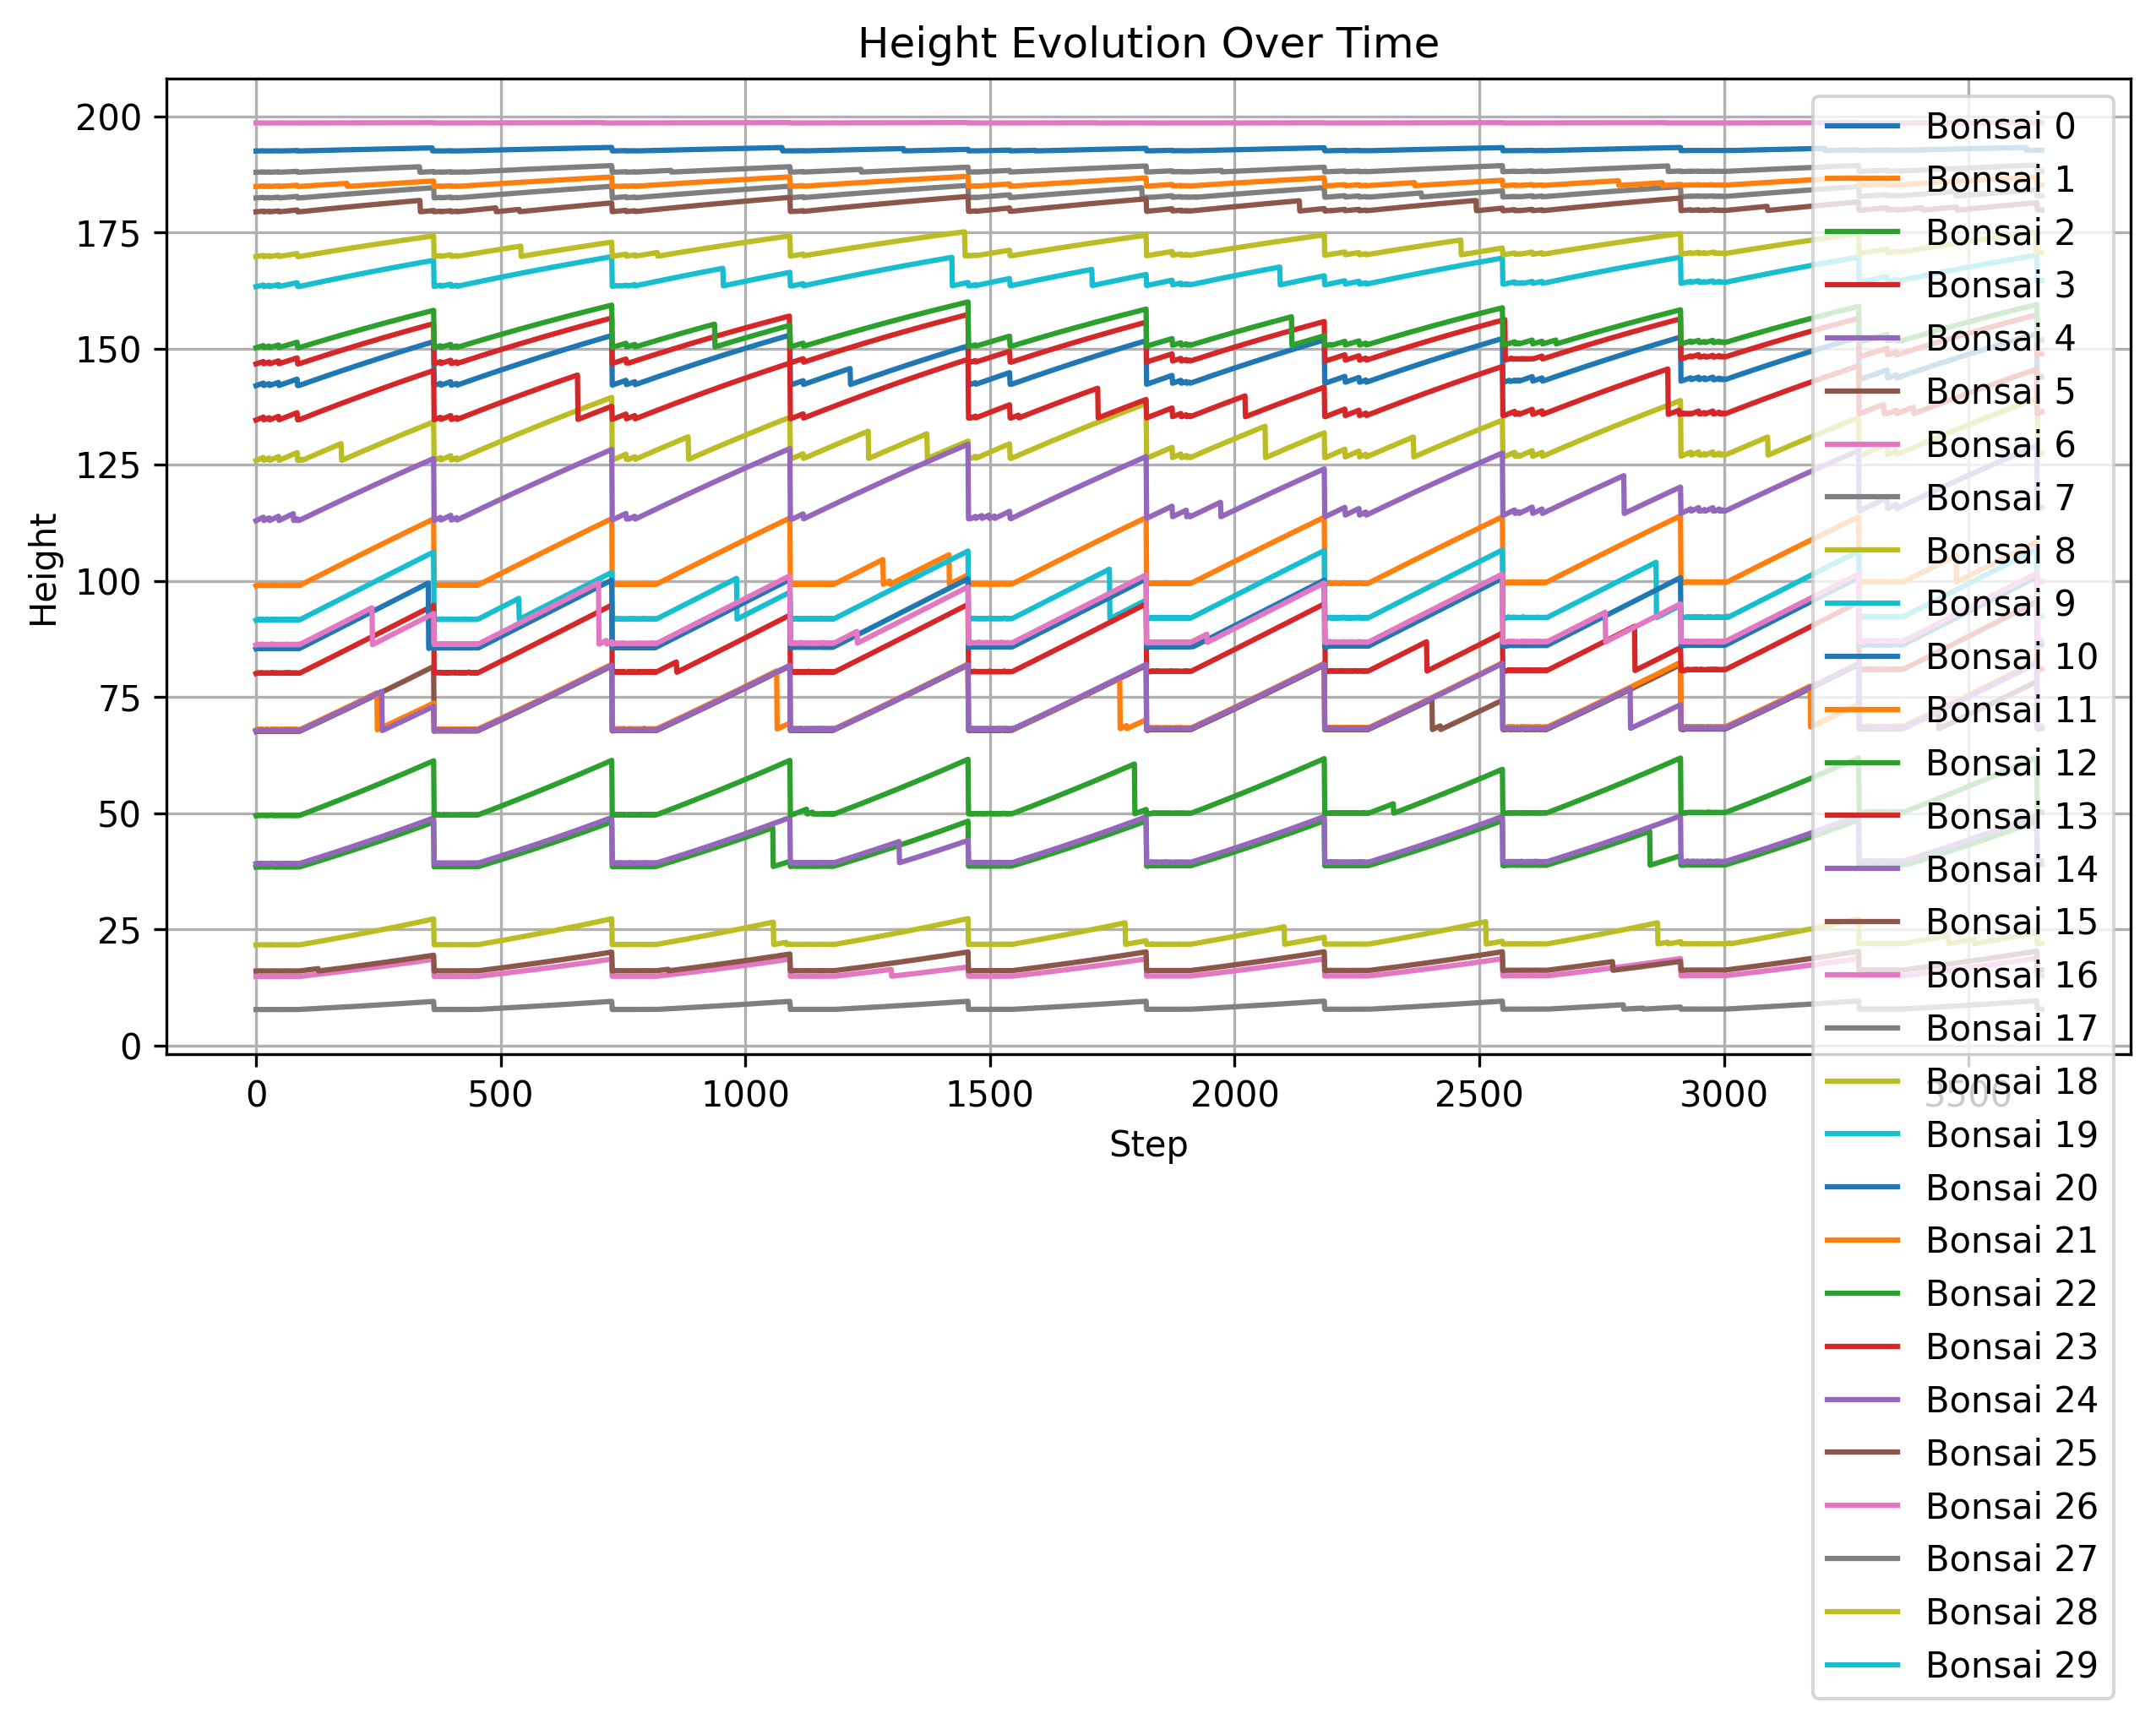 Height Evolution Over Time
Height
200
175
150
125
100
75
50
25
0
0 500 1000 1500 2000 2500 3000 3500
Step
Bonsai 0
Bonsai 1
Bonsai 2
Bonsai 3
Bonsai 4
Bonsai 5
Bonsai 6
Bonsai 7
Bonsai 8
Bonsai 9
Bonsai 10
Bonsai 11
Bonsai 12
Bonsai 13
Bonsai 14
Bonsai 15
Bonsai 16
Bonsai 17
Bonsai 18
Bonsai 19
Bonsai 20
Bonsai 21
Bonsai 22
Bonsai 23
Bonsai 24
Bonsai 25
Bonsai 26
Bonsai 27
Bonsai 28
Bonsai 29